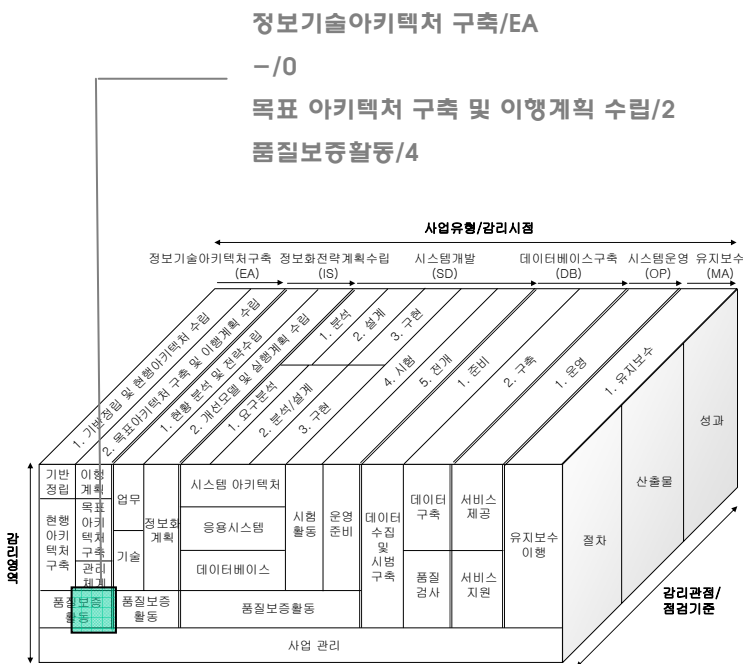 정보기술아키텍처 구축/EA
–/0
목표 아키텍처 구축 및 이행계획 수립/2
품질보증활동/4
사업유형/감리시점
정보기술아키텍처구축 (EA)
정보화전략계획수립 (IS)
시스템개발 (SD)
데이터베이스구축 (DB)
시스템운영 (OP)
유지보수 (MA)
1. 기반정립 및 현행아키텍처 수립
2. 목표아키텍처 구축 및 이행계획 수립
1. 현황 분석 및 전략수립
2. 개선모델 및 실행계획 수립
1. 분석
2. 설계
3. 구현
1. 요구분석
2. 분석/설계
3. 구현
4. 시험
5. 전개
1. 준비
2. 구축
1. 운영
1. 유지보수
감리영역
기반
정립
현행
아키
텍처
구축
이행
계획
목표
아키
텍처
구축
관리
체계
품질보증
활동
업무
기술
정보화
계획
품질보증
활동
시스템 아키텍처
응용시스템
데이터베이스
시험
활동
운영
준비
품질보증활동
데이터
수집
및
시범
구축
데이터
구축
품질
검사
서비스
제공
서비스
지원
유지보수
이행
사업 관리
절차
산출물
성과
감리관점/
점검기준